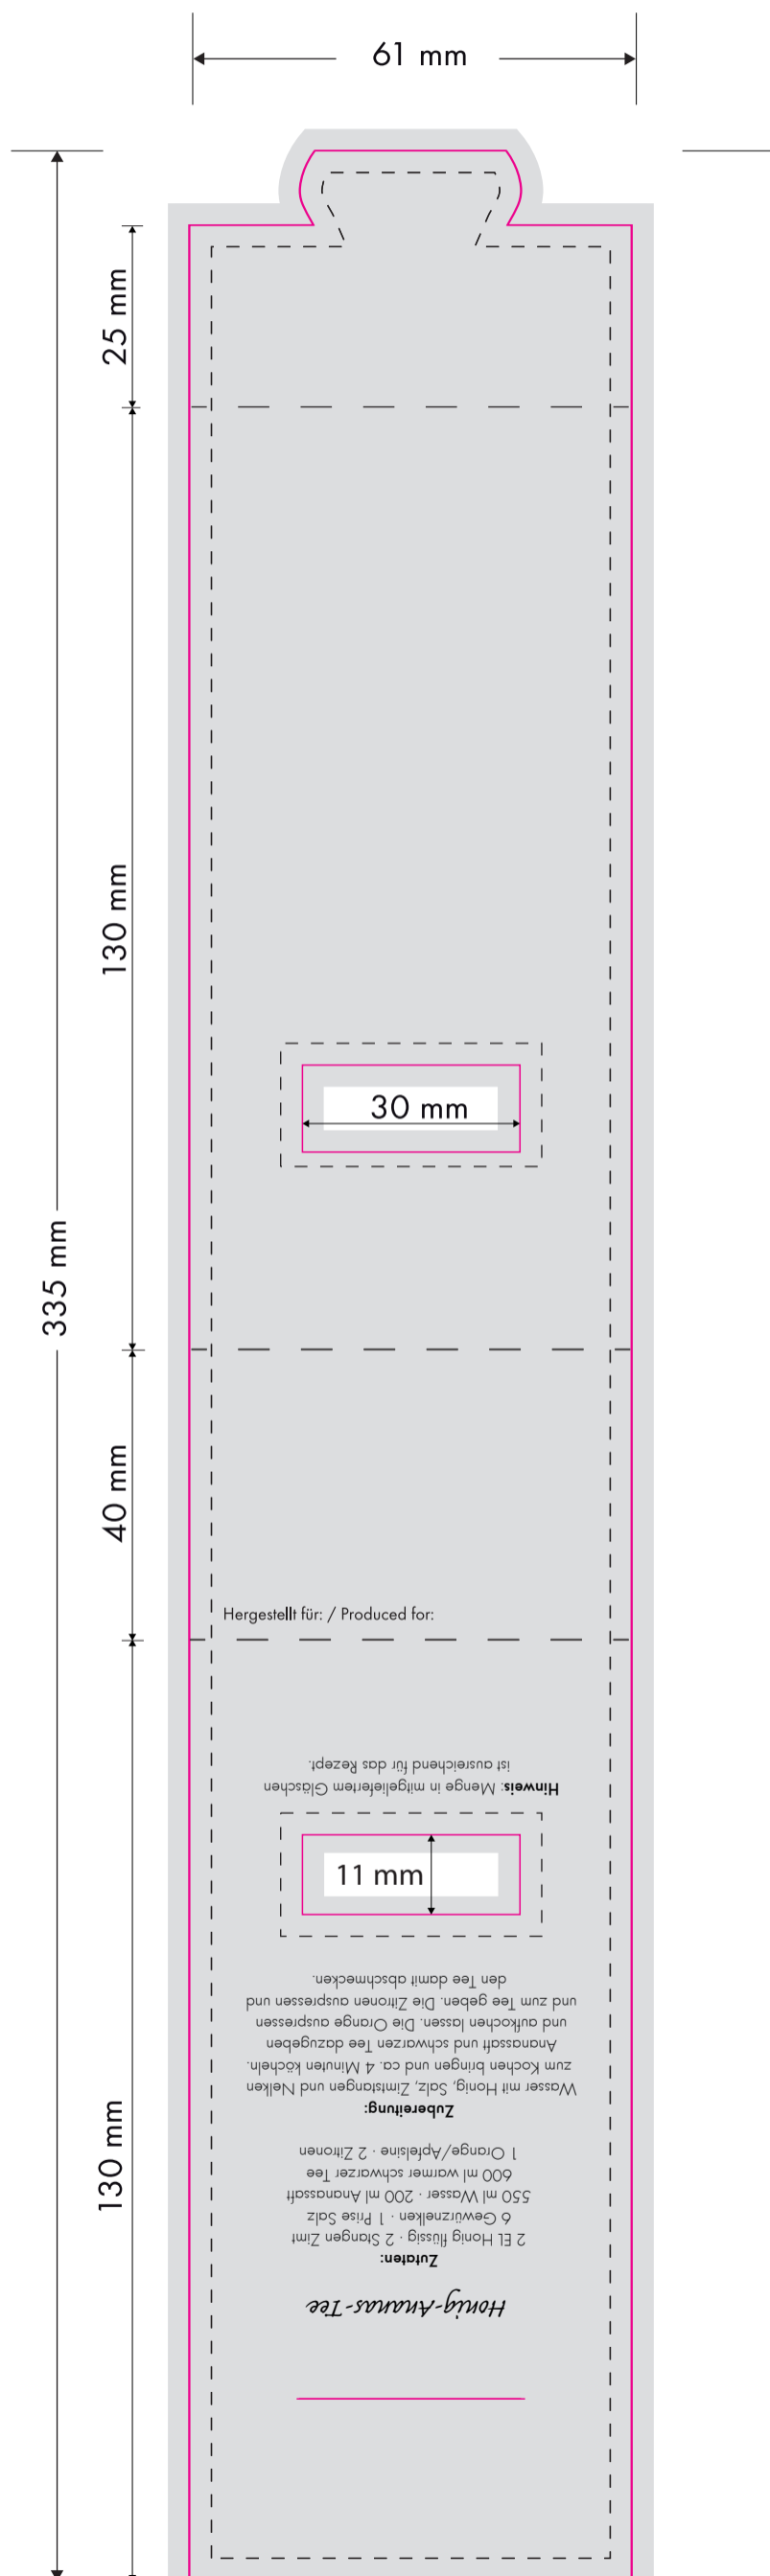 61 mm
25 mm
130 mm
30 mm
335 mm
40 mm
Hergestellt für: / Produced for:
130 mm
Honig-Ananas-Tee
Zutaten:
2 EL Honig flüssig · 2 Stangen Zimt
6 Gewürznelken · 1 Prise Salz
550 ml Wasser · 200 ml Ananassaft
600 ml warmer schwarzer Tee
1 Orange/Apfelsine · 2 Zitronen
Zubereitung:
Wasser mit Honig, Salz, Zimtstangen und Nelken
zum Kochen bringen und ca. 4 Minuten köcheln.
Ananassaft und schwarzen Tee dazugeben
und aufkochen lassen. Die Orange auspressen
und zum Tee geben. Die Zitronen auspressen und
den Tee damit abschmecken.
11 mm
Hinweis: Menge in mitgeliefertem Gläschen
ist ausreichend für das Rezept.